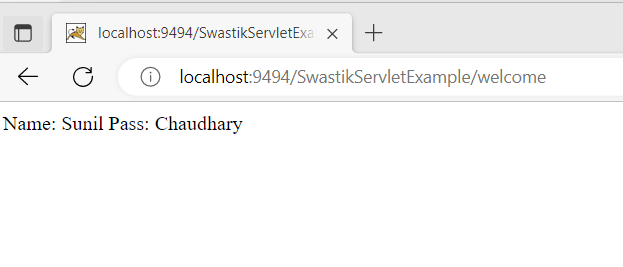 localhost:9494/SwastikServletExa
localhost:9494/SwastikServletExample/welcome
Name: Sunil Pass: Chaudhary